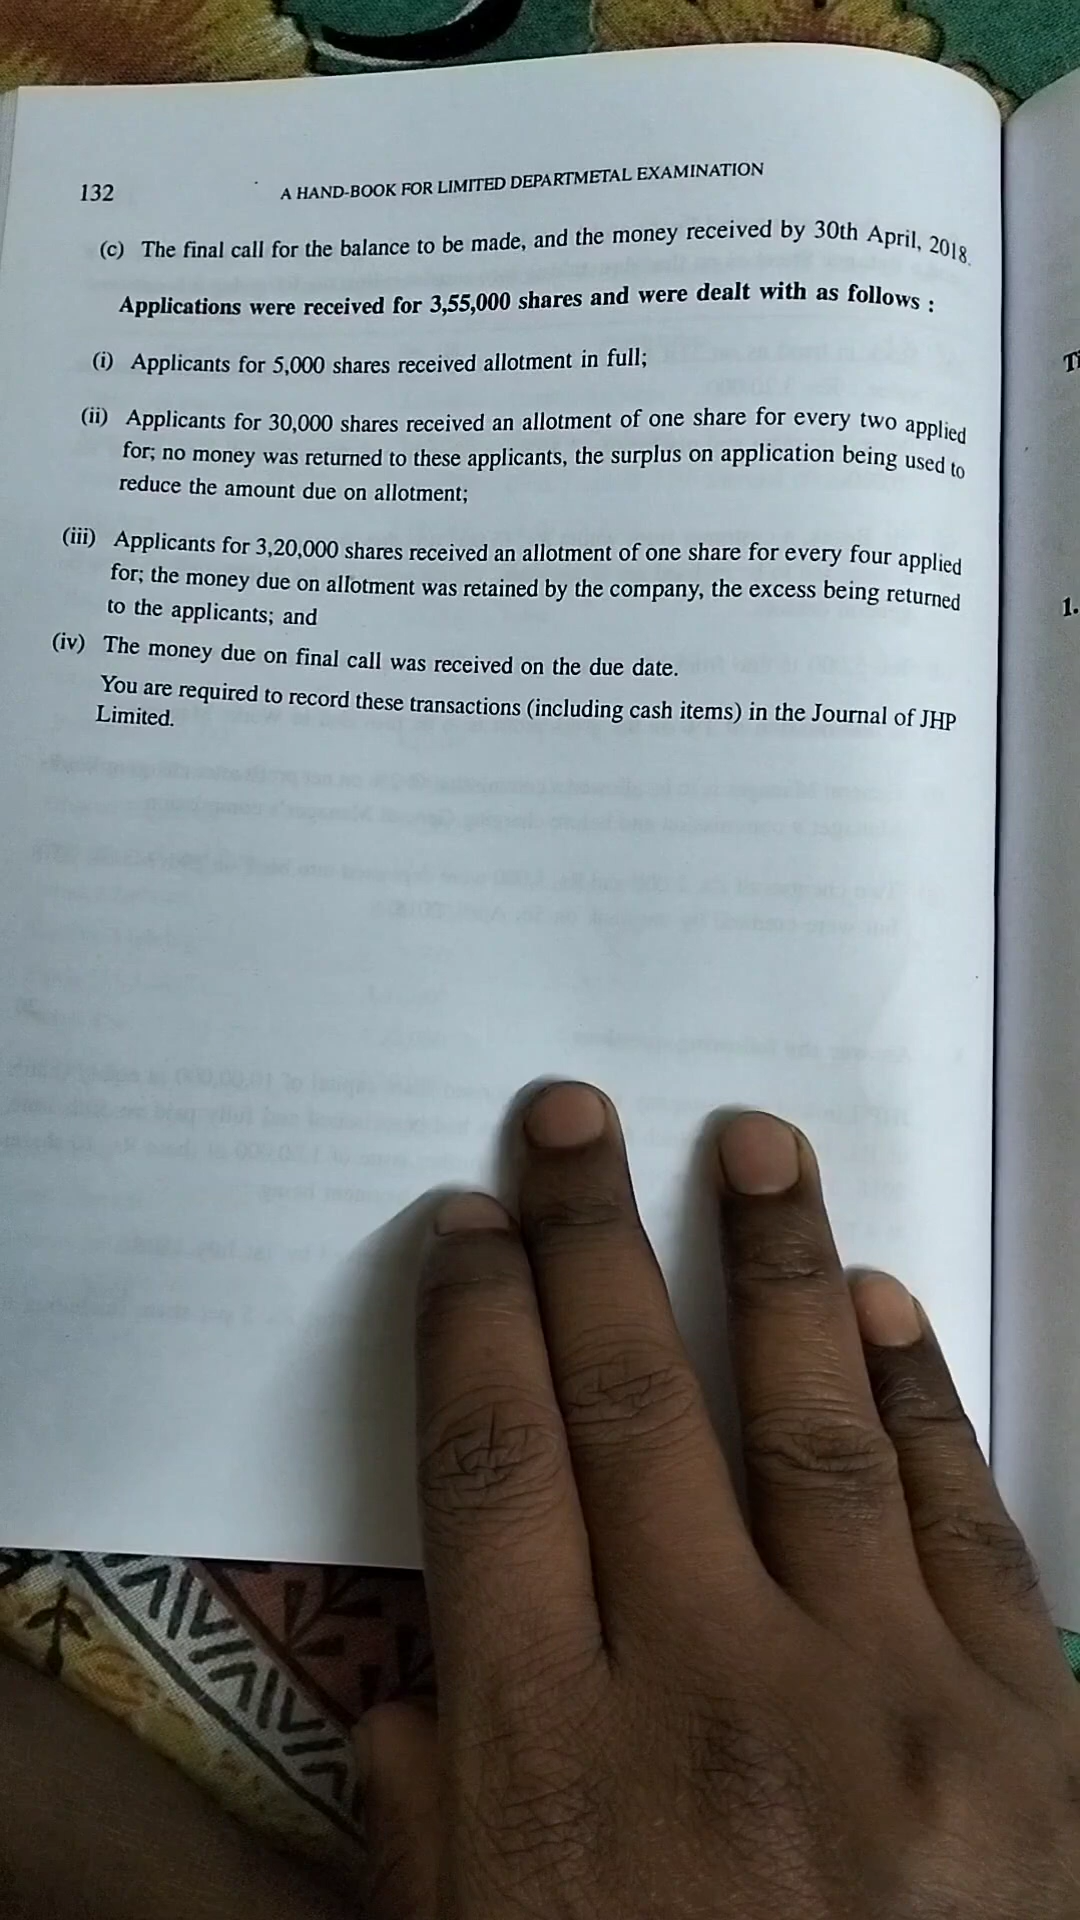 132
A HAND-BOOK FOR LIMITED DEPARTMETAL EXAMINATION
(c) The final call for the balance to be made, and the money received by 30th April, 2018.
Applications were received for 3,55,000 shares and were dealt with as follows :
(i) Applicants for 5,000 shares received allotment in full;
(ii) Applicants for 30,000 shares received an allotment of one share for every two applied
for; no money was returned to these applicants, the surplus on application being used to
reduce the amount due on allotment;
(iii) Applicants for 3,20,000 shares received an allotment of one share for every four applied
for; the money due on allotment was retained by the company, the excess being returned
to the applicants; and
(iv) The money due on final call was received on the due date.
You are required to record these transactions (including cash items) in the Journal of JHP
Limited.
1.